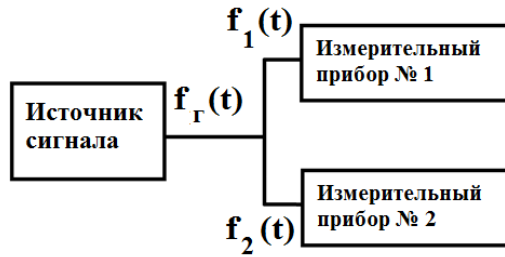 f₁(t)
Измерительный
прибор № 1
Источник
сигнала
fг(t)
Измерительный
прибор № 2
f₂(t)